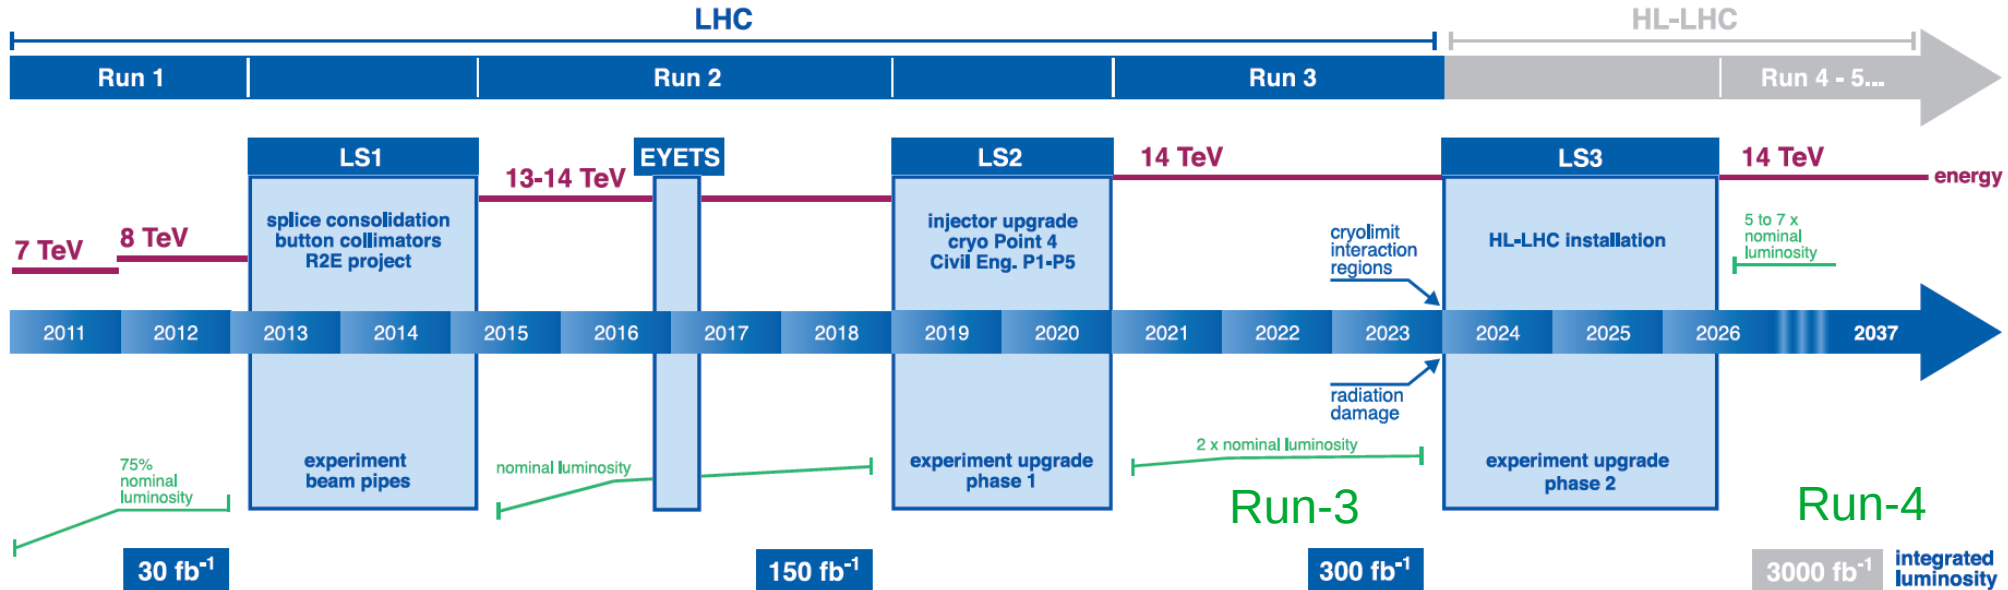 LHC
HL-LHC
Run 1
Run 2
Run 3
Run 4 - 5...
LS1
EYETS
LS2
14 TeV
LS3
14 TeV
energy
13-14 TeV
splice consolidation
button collimators
R2E project
injector upgrade
cryo Point 4
Civil Eng. P1-P5
cryolimit
interaction
regions
HL-LHC installation
5 to 7 x
nominal
luminosity
7 TeV
8 TeV
2011
2012
2013
2014
2015
2016
2017
2018
2019
2020
2021
2022
2023
2024
2025
2026
2037
radiation
damage
75%
nominal
luminosity
experiment
beam pipes
nominal luminosity
experiment upgrade
phase 1
2 x nominal luminosity
experiment upgrade
phase 2
Run-3
Run-4
30 fb⁻¹
150 fb⁻¹
300 fb⁻¹
3000 fb⁻¹
integrated
luminosity